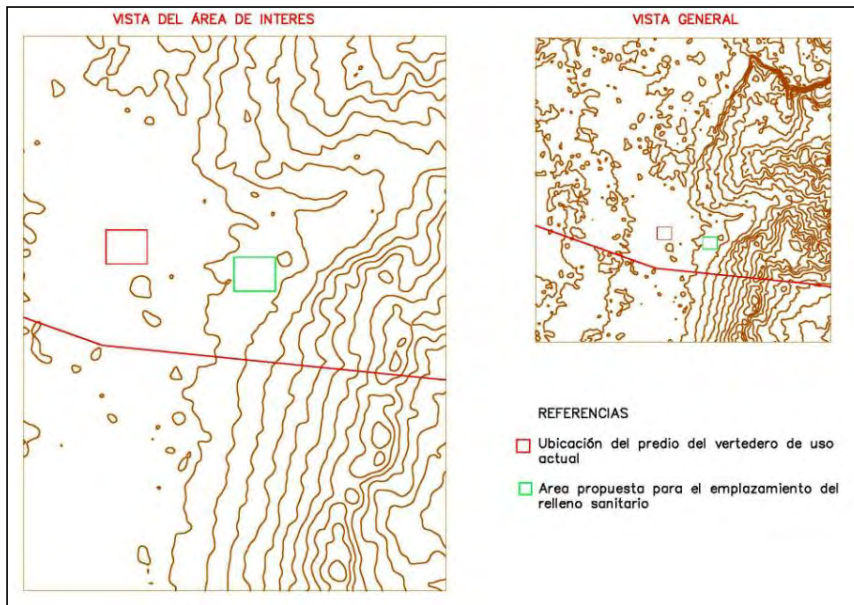 VISTA DEL ÁREA DE INTERES
VISTA GENERAL
REFERENCIAS
Ubicación del predio del vertedero de uso
actual
Area propuesta para el emplazamiento del
relleno sanitario